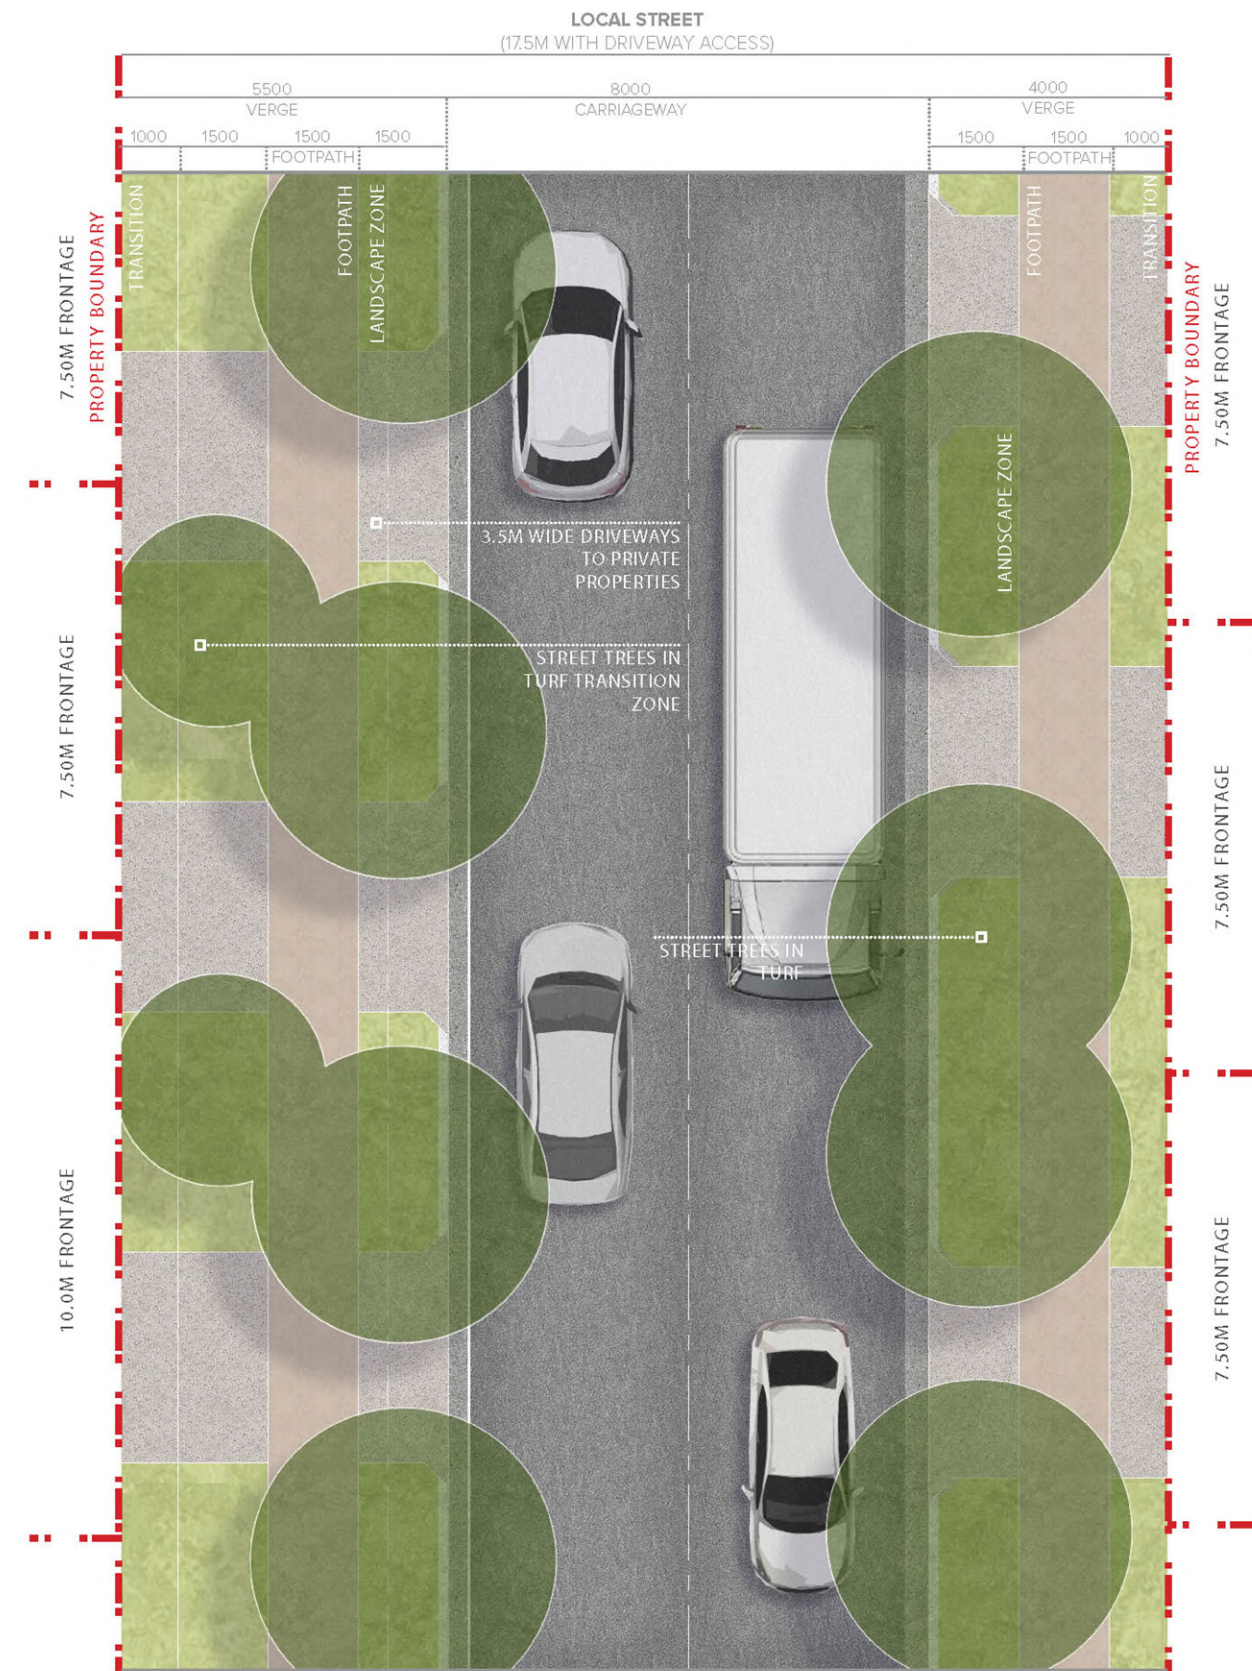 LOCAL STREET
(17.5M WITH DRIVEWAY ACCESS)
5500
8000
4000
VERGE
CARRIAGEWAY
VERGE
1000
1500
1500
1500
1500
1500
1000
FOOTPATH
FOOTPATH
TRANSITION
FOOTPATH
LANDSCAPE ZONE
FOOTPATH
TRANSITION
7.50M FRONTAGE
PROPERTY BOUNDARY
PROPERTY BOUNDARY
7.50M FRONTAGE
LANDSCAPE ZONE
3.5M WIDE DRIVEWAYS
TO PRIVATE
PROPERTIES
7.50M FRONTAGE
STREET TREES IN
TURF TRANSITION
ZONE
7.50M FRONTAGE
STREET TREES IN
TURF
10.0M FRONTAGE
7.50M FRONTAGE